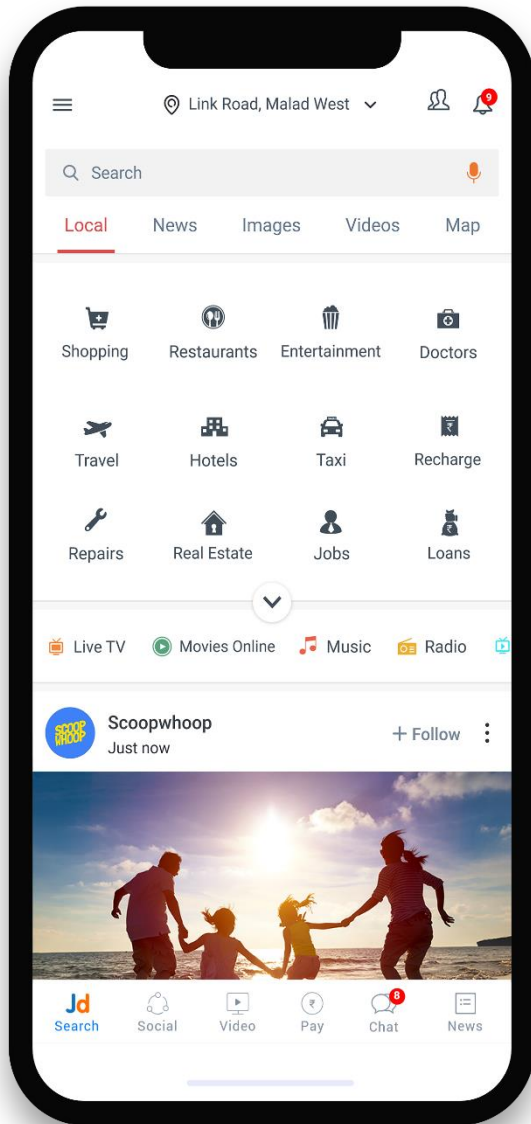 Link Road, Malad West
9
Search
Local News Images Videos Map
Shopping Restaurants Entertainment Doctors
Travel Hotels Taxi Recharge
Repairs Real Estate Jobs Loans
Live TV Movies Online Music Radio
SCOOP
WHOOP
Scoopwhoop
Just now
+ Follow
Jd
8
Search Social Video Pay Chat News